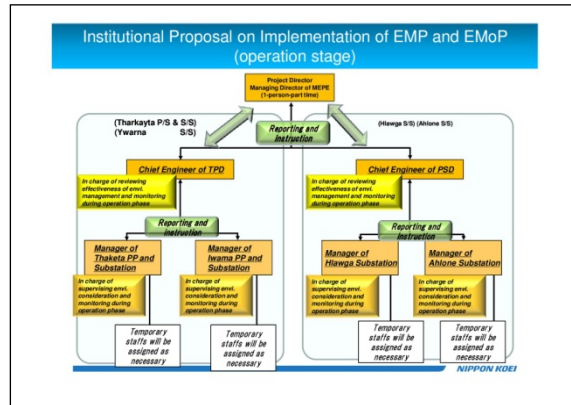 Institutional Proposal on Implementation of EMP and EMoP
(operation stage)
Project Director
Managing Director of MEPE
(1-person-part time)
(Tharkayta P/S & S/S)
(Ywarna S/S)
(Hlawga S/S) (Ahlone S/S)
Reporting and
instruction
Chief Engineer of TPD
Chief Engineer of PSD
In charge of reviewing
effectiveness of envi.
management and monitoring
during operation phase
In charge of reviewing
effectiveness of envi.
management and monitoring
during operation phase
Reporting and
instruction
Reporting and
instruction
Manager of
Thaketa PP and
Substation
Manager of
Iwama PP and
Substation
Manager of
Hlawga Substation
Manager of
Ahlone Substation
In charge of
supervising envi.
consideration and
monitoring during
operation phase
In charge of
supervising envi.
consideration and
monitoring during
operation phase
In charge of
supervising envi.
consideration and
monitoring during
operation phase
In charge of
supervising envi.
consideration and
monitoring during
operation phase
Temporary
staffs will be
assigned as
necessary
Temporary
staffs will be
assigned as
necessary
Temporary
staffs will be
assigned as
necessary
Temporary
staffs will be
assigned as
necessary
NIPPON KOEI